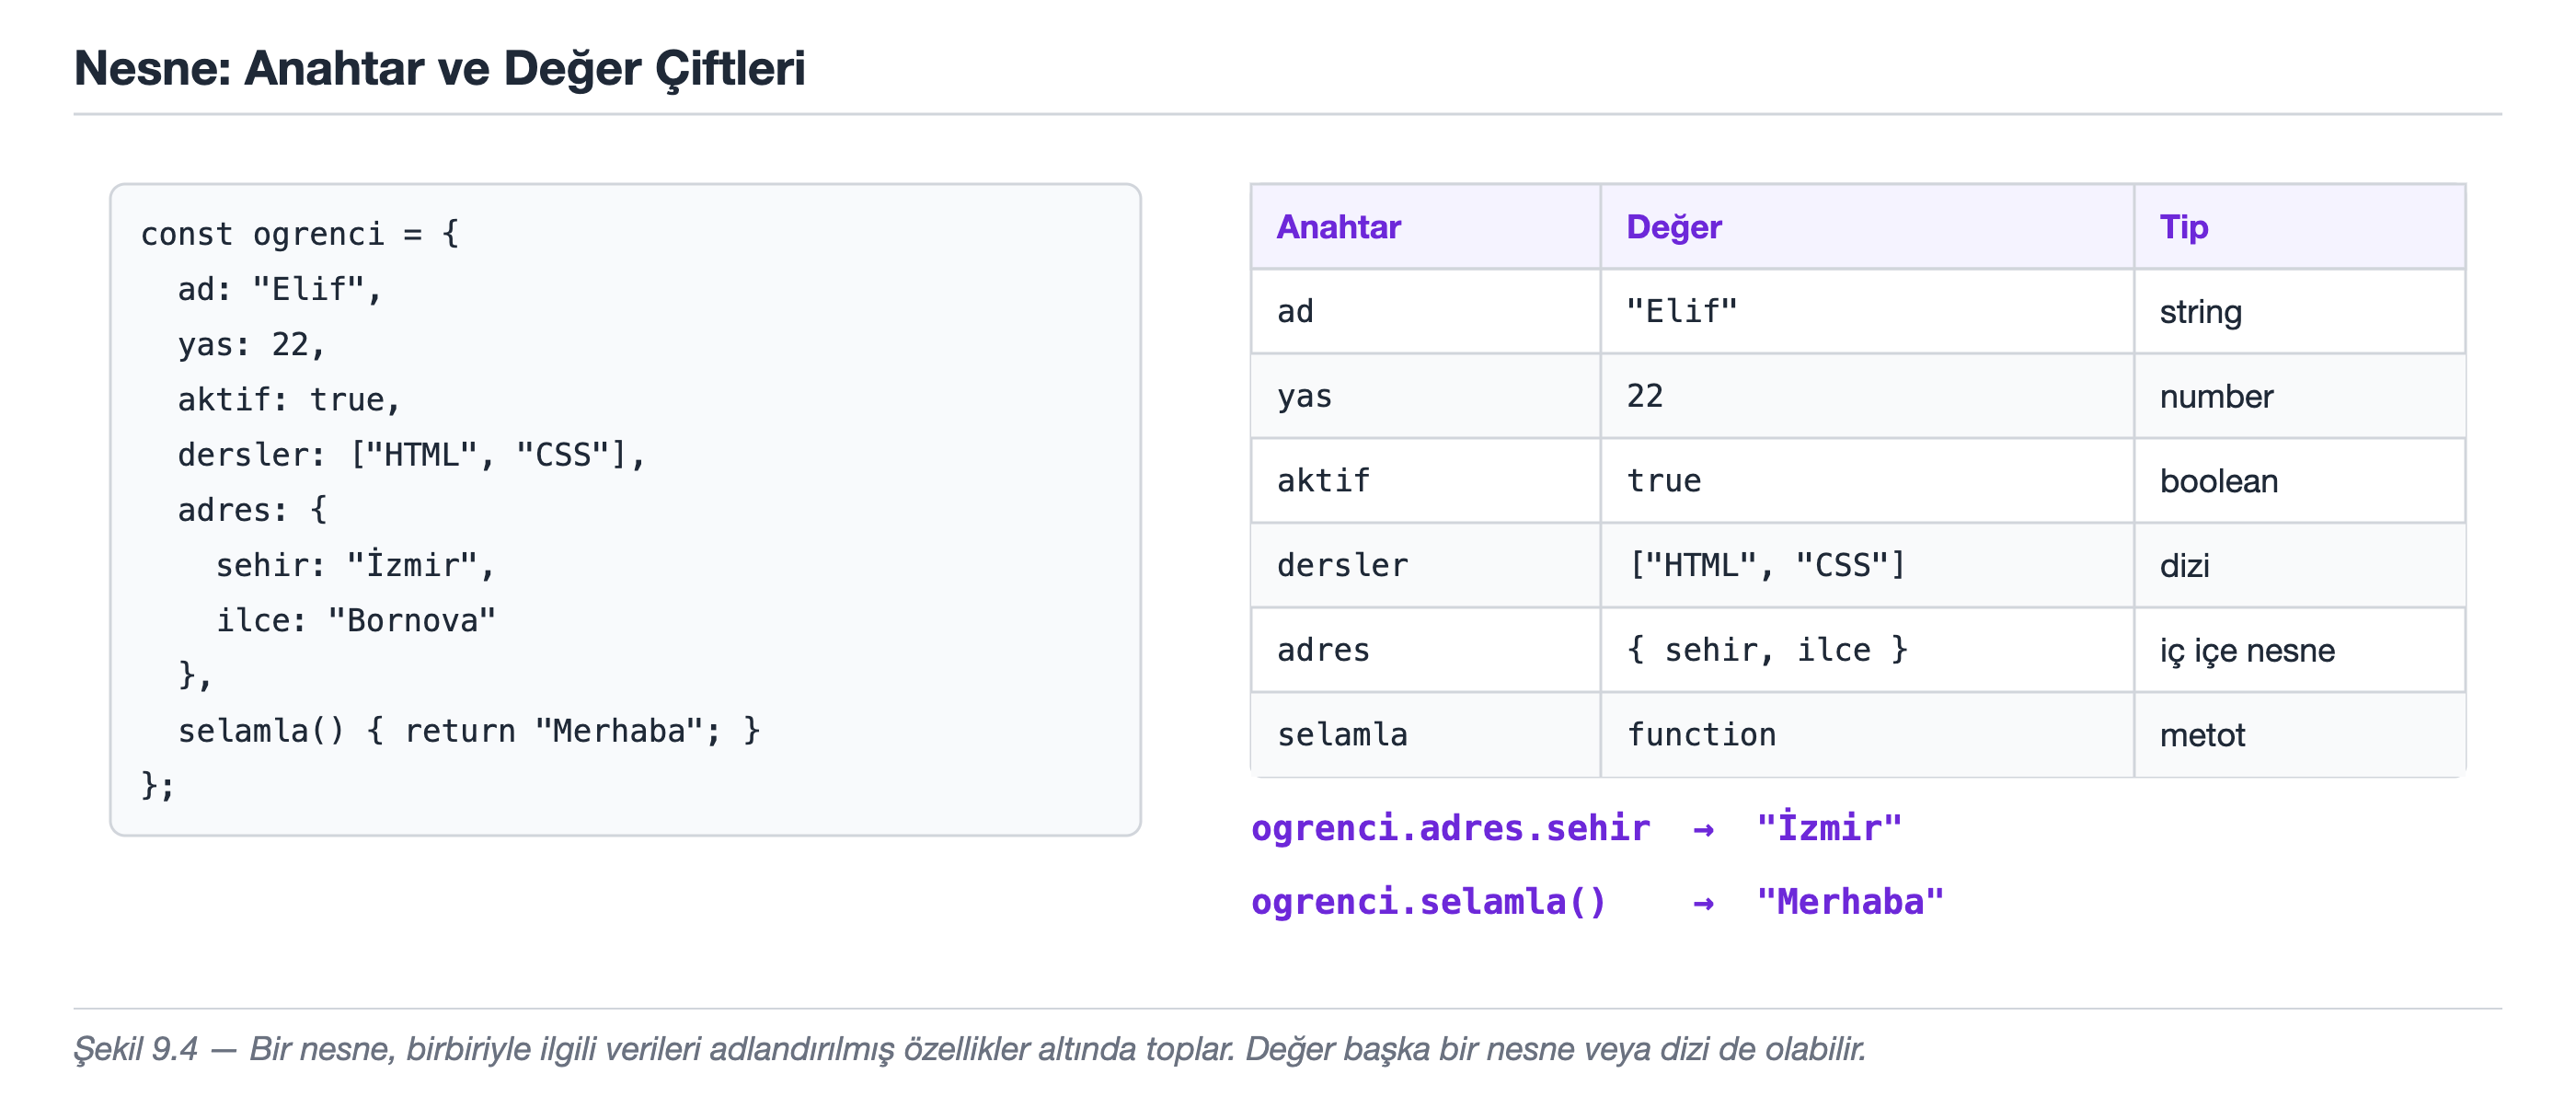 Nesne: Anahtar ve Değer Çiftleri
const ogrenci = {
  ad: "Elif",
  yas: 22,
  aktif: true,
  dersler: ["HTML", "CSS"],
  adres: {
    sehir: "İzmir",
    ilce: "Bornova"
  },
  selamla() { return "Merhaba"; }
};
Anahtar Değer Tip
ad "Elif" string
yas 22 number
aktif true boolean
dersler ["HTML", "CSS"] dizi
adres { sehir, ilce } iç içe nesne
selamla function metot
ogrenci.adres.sehir → "İzmir"
ogrenci.selamla() → "Merhaba"
Şekil 9.4 — Bir nesne, birbiriyle ilgili verileri adlandırılmış özellikler altında toplar. Değer başka bir nesne veya dizi de olabilir.